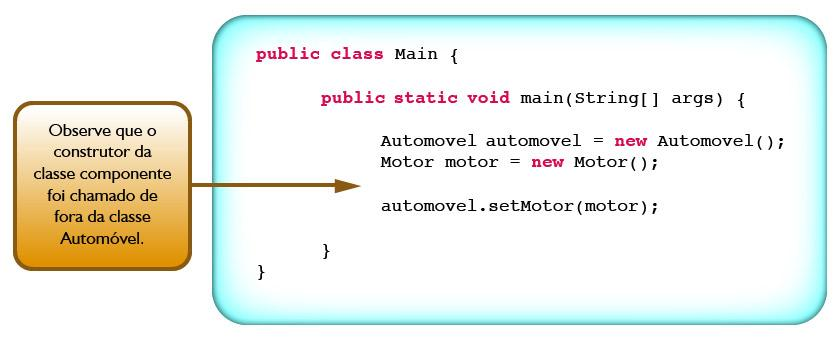 Observe que o
construtor da
classe componente
foi chamado de
fora da classe
Automóvel.
public class Main {
public static void main(String[] args) {
Automovel automovel = new Automovel();
Motor motor = new Motor();
automovel.setMotor(motor);
}
}